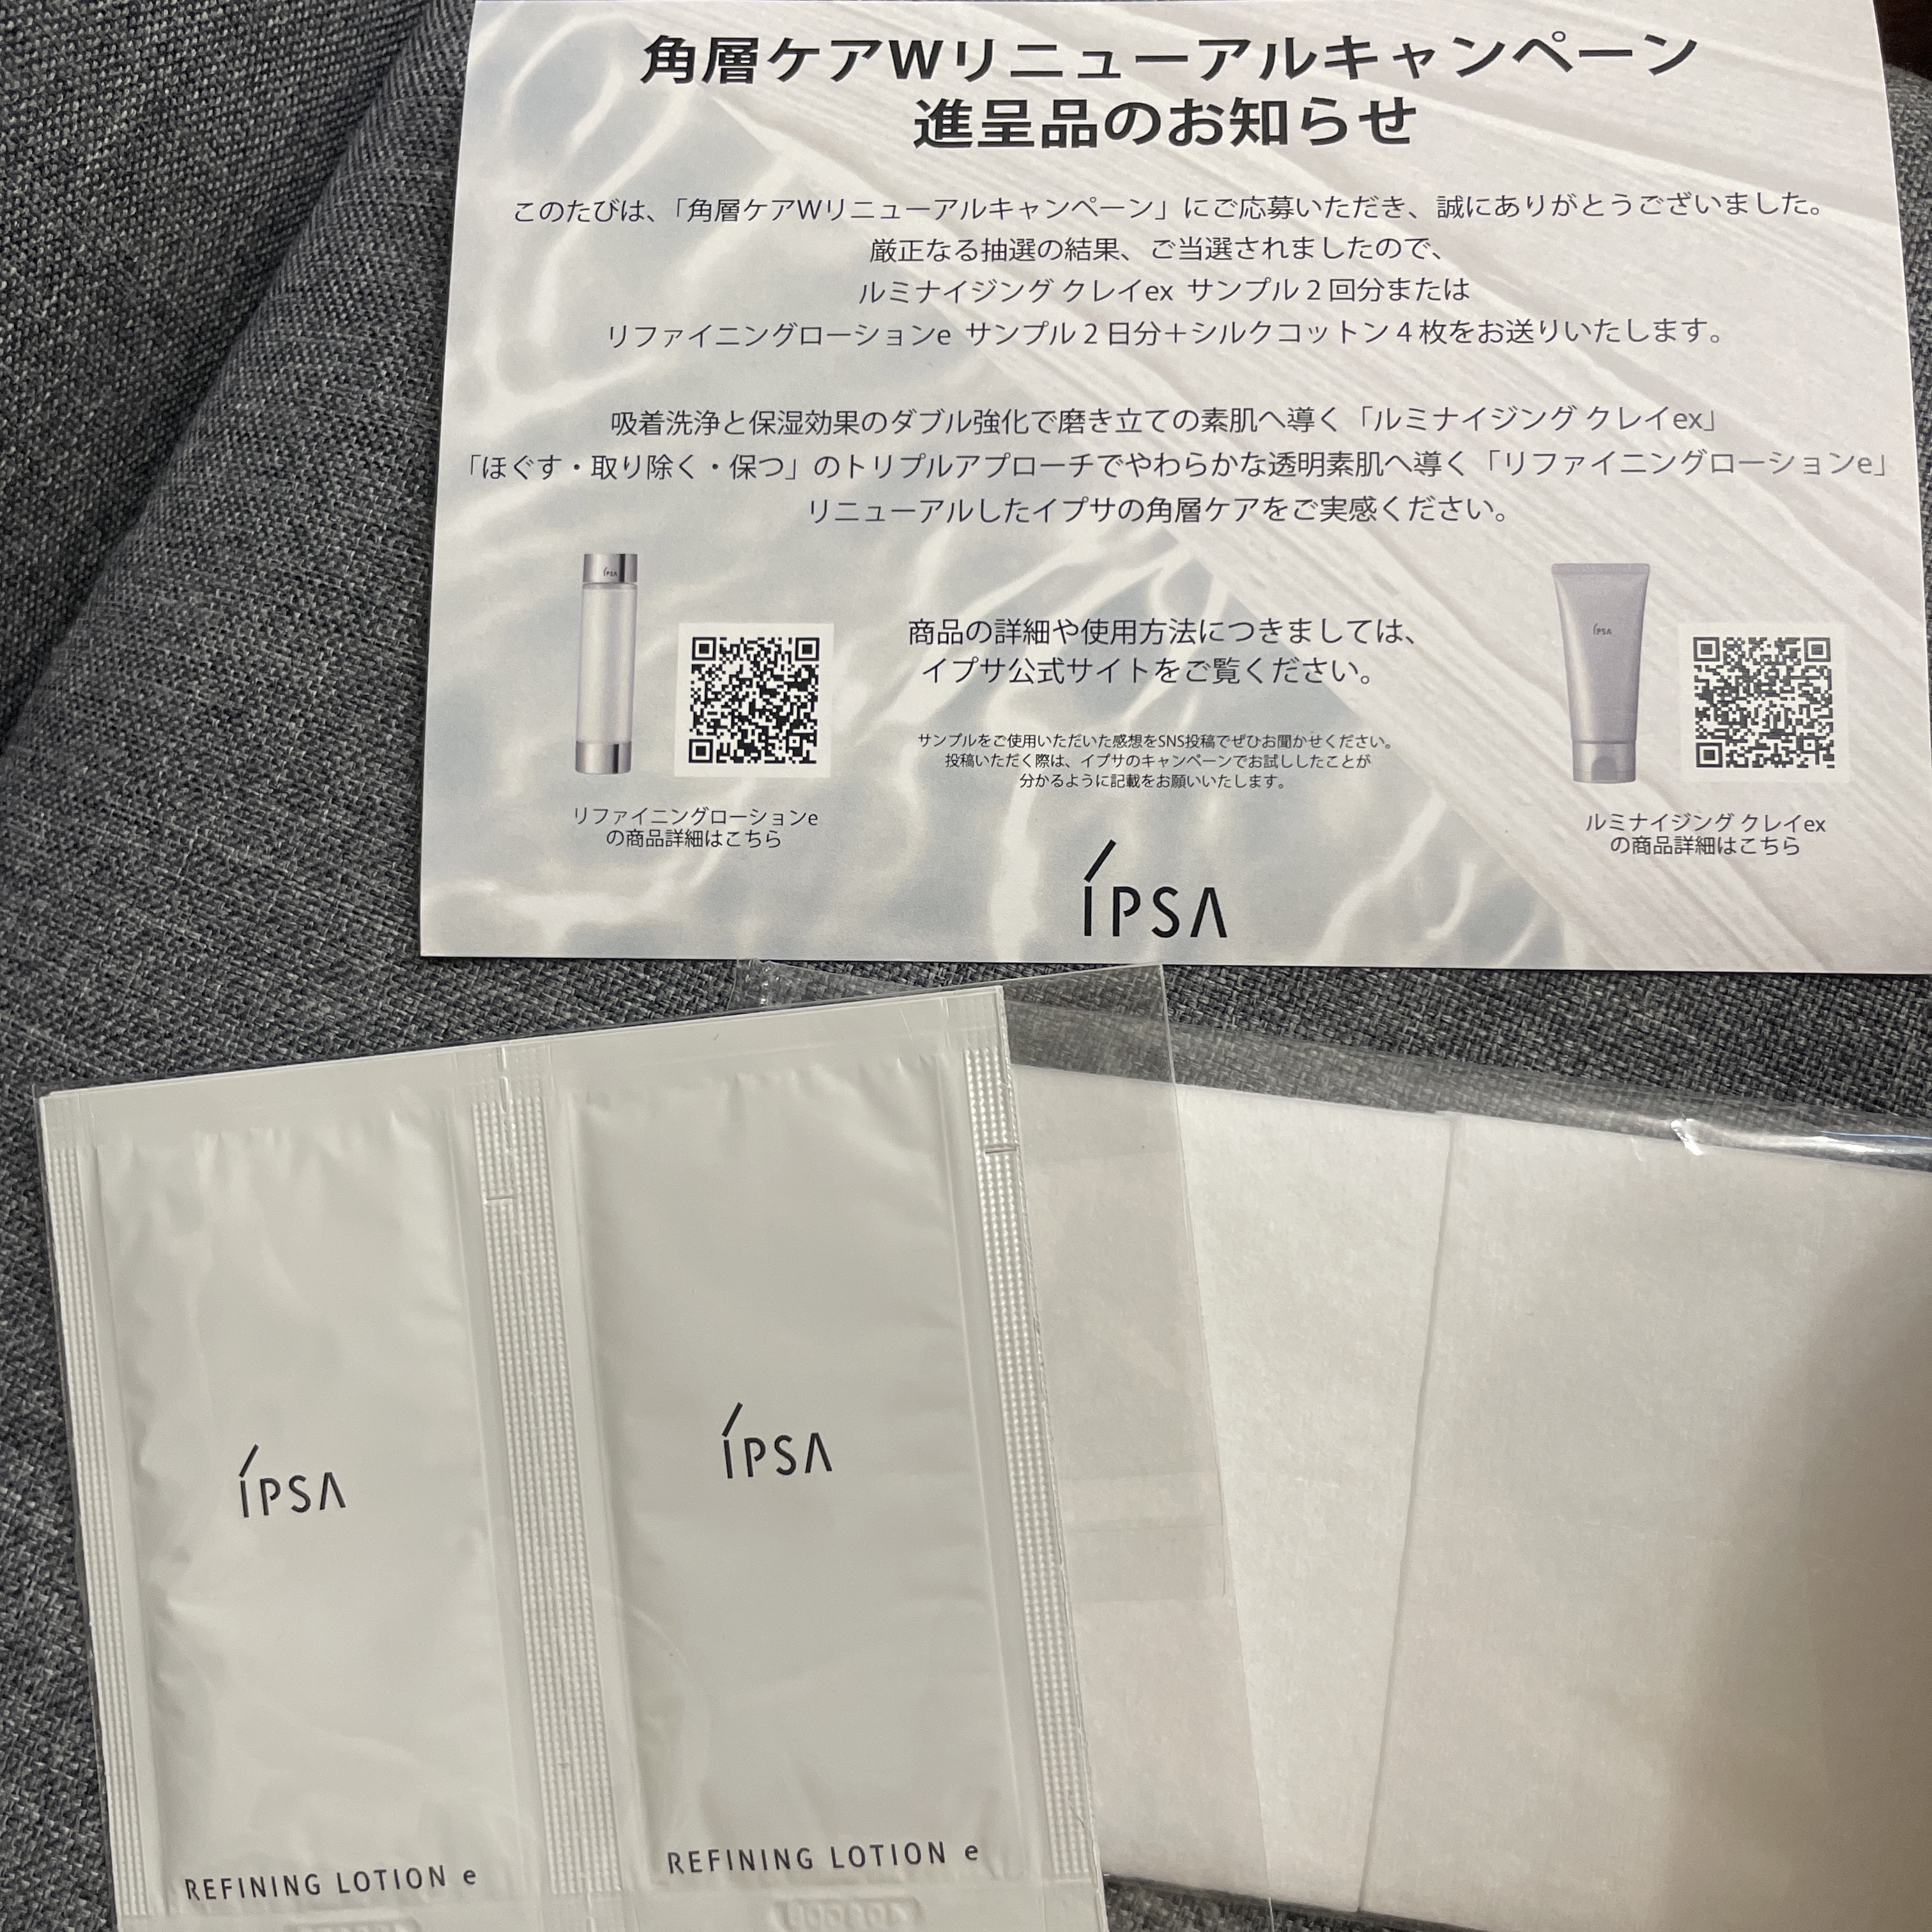 角層ケアWリニューアルキャンペーン
進呈品のお知らせ
このたびは、「角層ケアWリニューアルキャンペーン」にご応募いただき、誠にありがとうございました。
厳正なる抽選の結果、ご当選されましたので、
ルミナイジング クレイex サンプル2回分または
リファイニングローションe サンプル2日分＋シルクコットン4枚をお送りいたします。
吸着洗浄と保湿効果のダブル強化で磨き立ての素肌へ導く「ルミナイジング クレイex」
「ほぐす・取り除く・保つ」のトリプルアプローチでやわらかな透明素肌へ導く「リファイニングローションe」
リニューアルしたイプサの角層ケアをご実感ください。
IPSA
リファイニングローションe
の商品詳細はこちら
商品の詳細や使用方法につきましては、
イプサ公式サイトをご覧ください。
サンプルをご使用いただいた感想をSNS投稿でぜひお聞かせください。
投稿いただく際は、イプサのキャンペーンでお試ししたことが
分かるように記載をお願いいたします。
IPSA
IPSA
ルミナイジング クレイex
の商品詳細はこちら
IPSA
REFINING LOTION e
IPSA
REFINING LOTION e